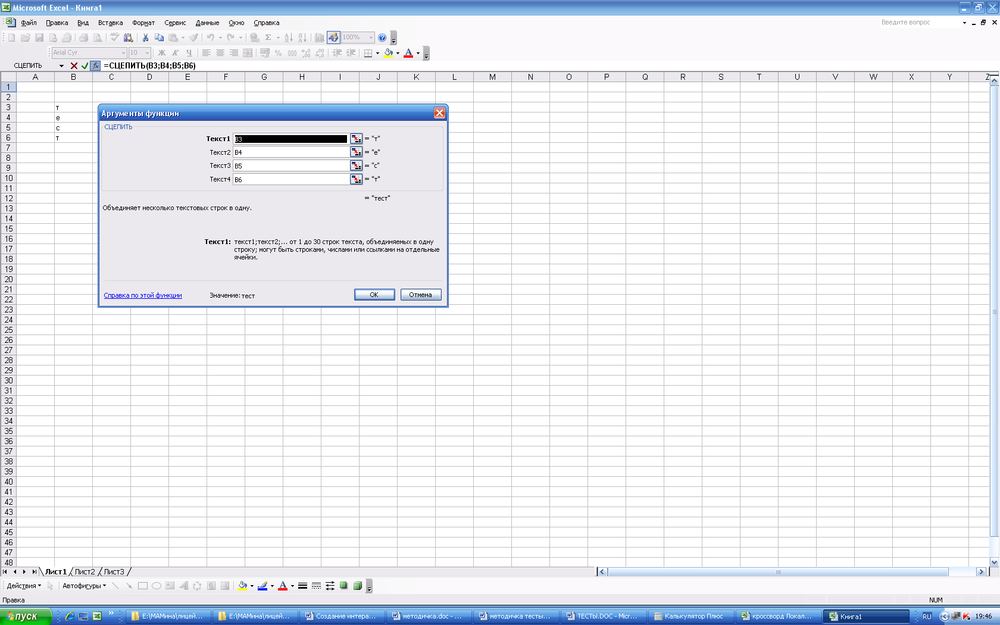 Microsoft Excel - Книга1
Файл Правка Вид Вставка Формат Сервис Данные Окно Справка Введите вопрос
100%
Arial Cyr 10 Ж К Ч % 000
СЦЕПИТЬ =СЦЕПИТЬ(B3;B4;B5;B6)
A B C D E F G H I J K L M N O P Q R S T U V W X Y Z
1
2
3 т
4 е
5 с
6 т
7
8
9
10
11
12
13
14
15
16
17
18
19
20
21
22
23
24
25
26
27
28
29
30
31
32
33
34
35
36
37
38
39
40
41
42
43
44
45
46
47
48
Аргументы функции
СЦЕПИТЬ
Текст1 B3 = "т"
Текст2 B4 = "е"
Текст3 B5 = "с"
Текст4 B6 = "т"
= "тест"
Объединяет несколько текстовых строк в одну.
Текст1: текст1;текст2;... от 1 до 30 строк текста, объединяемых в одну
строку; могут быть строками, числами или ссылками на отдельные
ячейки.
Справка по этой функции Значение: тест OK Отмена
Лист1 Лист2 Лист3
Действия Автофигуры
Правка NUM
пуск E:\МАМина\лицей... E:\МАМина\лицей... Создание интера... методичка.doc - ... методичка тесты... ТЕСТЫ.DOC - Micr... Калькулятор Плюс кроссворд Локал... Книга1 RU 19:46